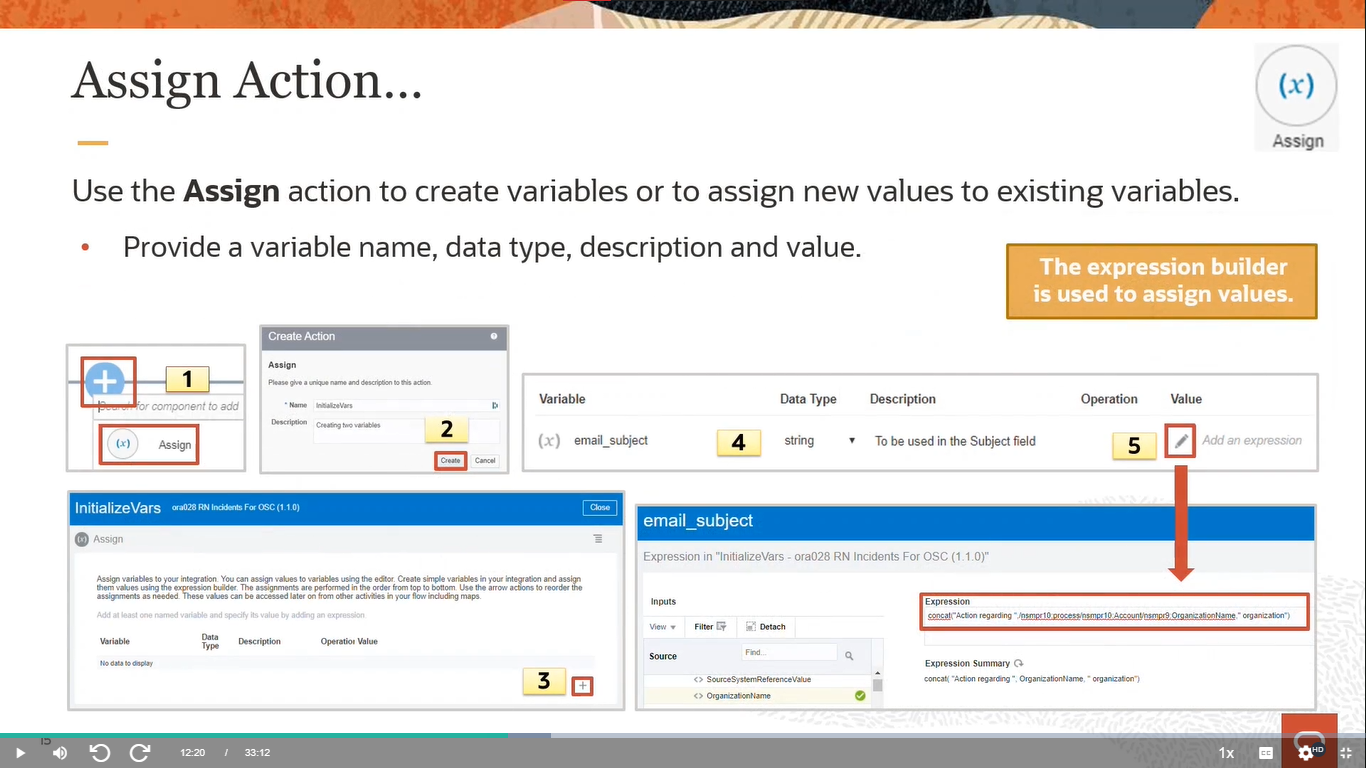 Assign Action...
(x)
Assign
Use the Assign action to create variables or to assign new values to existing variables.
• Provide a variable name, data type, description and value.
The expression builder
is used to assign values.
1
Search for component to add
(x) Assign
Create Action
Assign
Please give a unique name and description to this action.
* Name InitializeVars
Description Creating two variables
2
Create Cancel
Variable Data Type Description Operation Value
(x) email_subject 4 string To be used in the Subject field 5 Add an expression
InitializeVars ora028 RN Incidents For OSC (1.1.0) Close
(x) Assign
Assign variables to your integration. You can assign values to variables using the editor. Create simple variables in your integration and assign
them values using the expression builder. The assignments are performed in the order from top to bottom. Use the arrow actions to reorder the
assignments as needed. These values can be accessed later on from other activities in your flow including maps.
Add at least one named variable and specify its value by adding an expression
Variable Data Type Description Operatior Value
No data to display
3 +
email_subject
Expression in "InitializeVars - ora028 RN Incidents For OSC (1.1.0)"
Inputs
View Filter Detach
Source Find...
<> SourceSystemReferenceValue
<> OrganizationName
Expression
concat("Action regarding ",/nsmpr10:process/nsmpr10:Account/nsmpr9:OrganizationName," organization")
Expression Summary
concat( "Action regarding ", OrganizationName, " organization")
15
12:20 / 33:12
1x CC HD